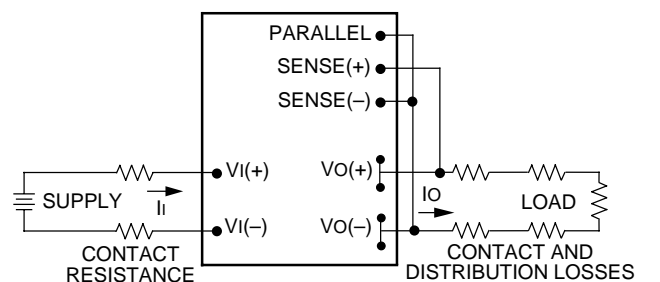 PARALLEL
SENSE(+)
SENSE(–)
VI(+)
VO(+)
SUPPLY
II
IO
LOAD
VI(–)
VO(–)
CONTACT
RESISTANCE
CONTACT AND
DISTRIBUTION LOSSES